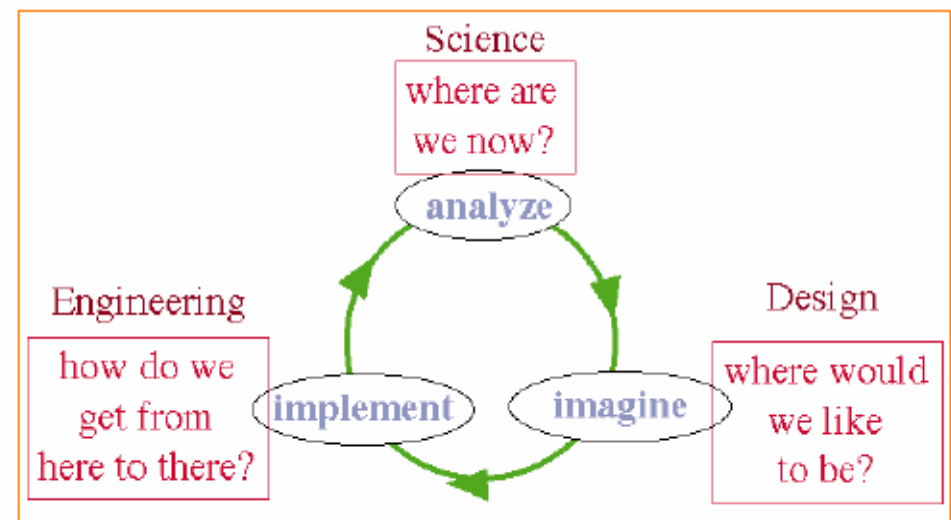 Science
where are
we now?
analyze
Engineering
how do we
get from
here to there?
implement
imagine
Design
where would
we like
to be?